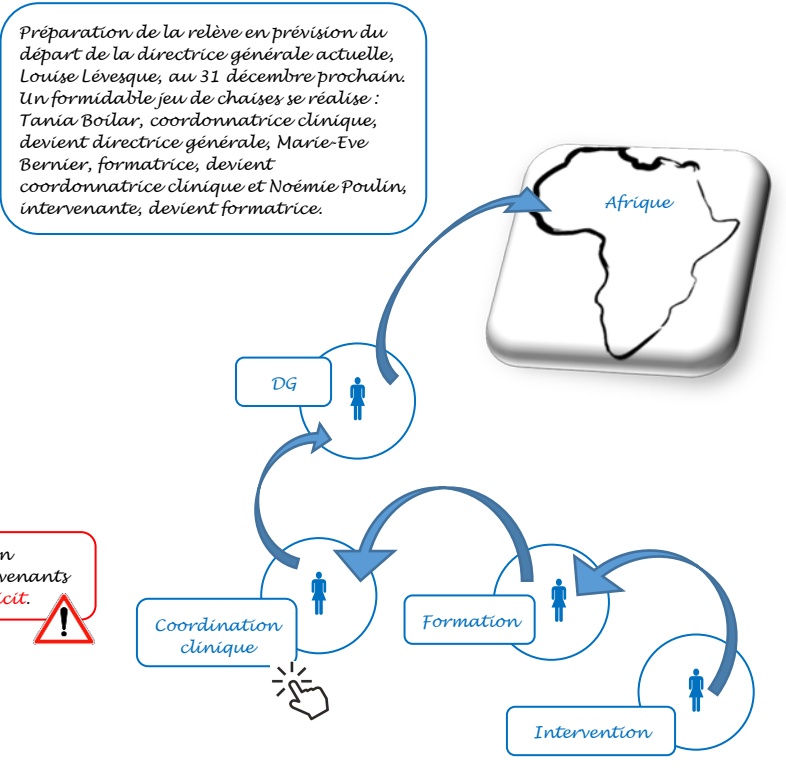 Préparation de la relève en prévision du
départ de la directrice générale actuelle,
Louise Lévesque, au 31 décembre prochain.
Un formidable jeu de chaises se réalise :
Tania Boilar, coordonnatrice clinique,
devient directrice générale, Marie-Eve
Bernier, formatrice, devient
coordonnatrice clinique et Noémie Poulin,
intervenante, devient formatrice.
Afrique
DG
n
venants
icit.
!
Coordination
clinique
Formation
Intervention